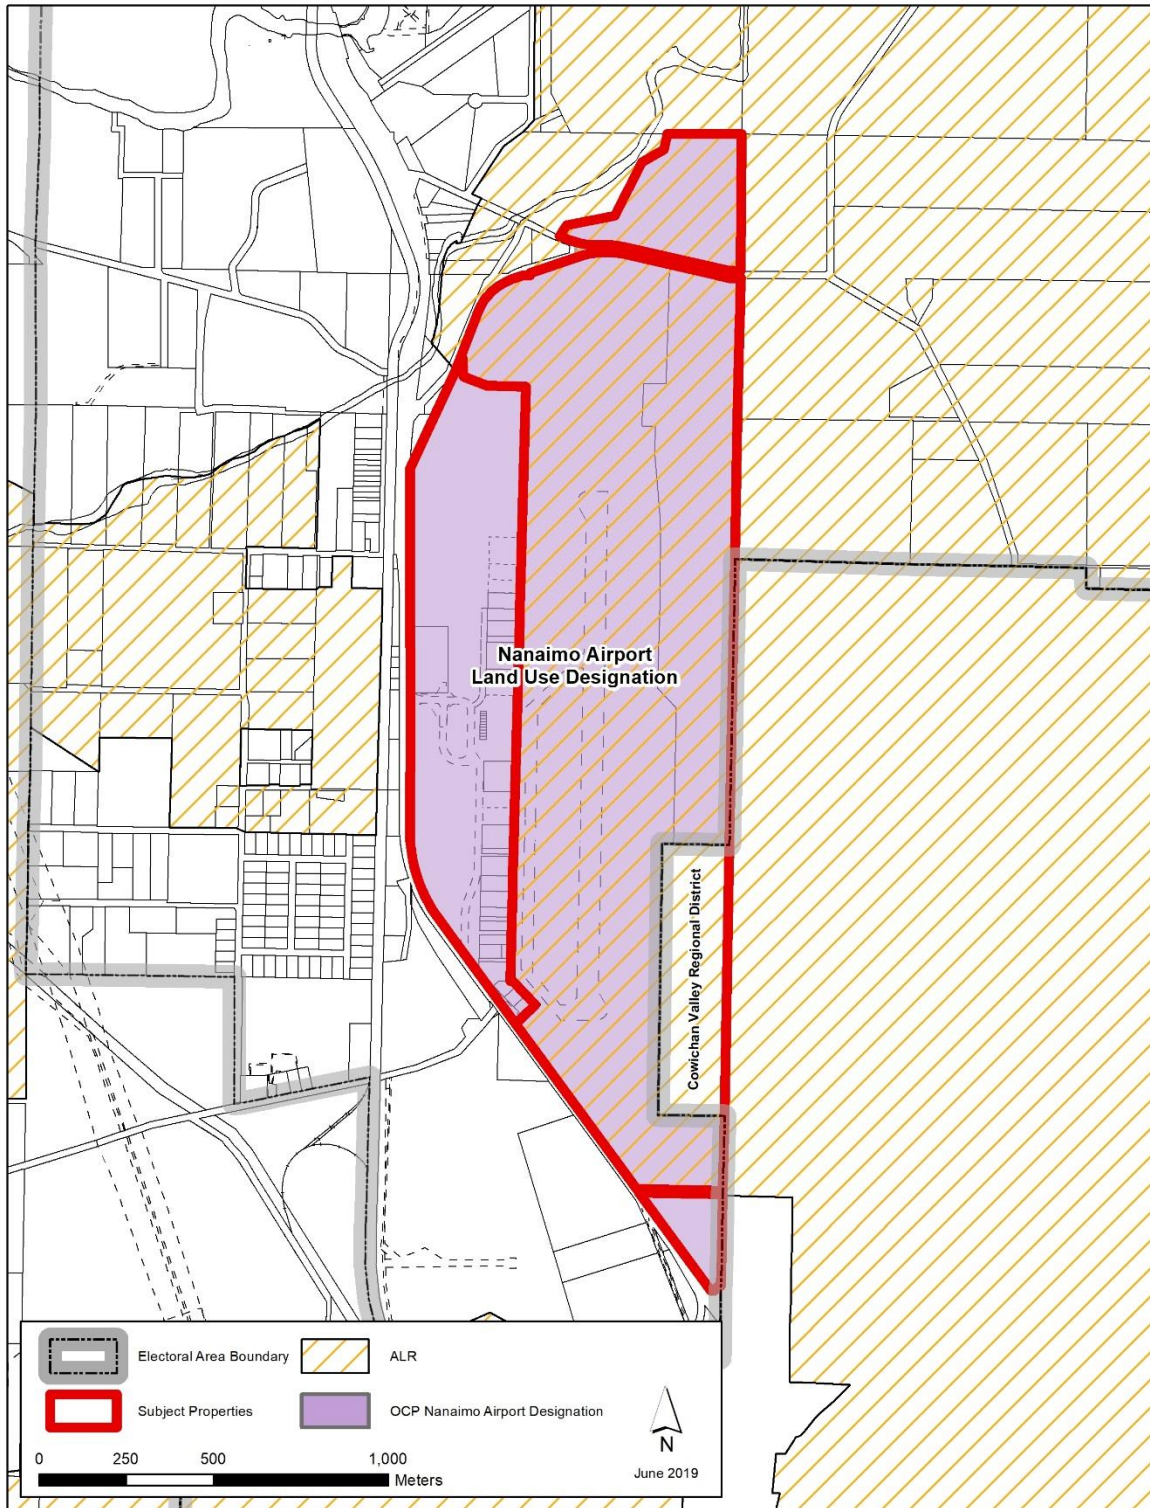 Nanaimo Airport
Land Use Designation
Cowichan Valley Regional District
Electoral Area Boundary
ALR
Subject Properties
OCP Nanaimo Airport Designation
N
0 250 500 1,000
Meters
June 2019